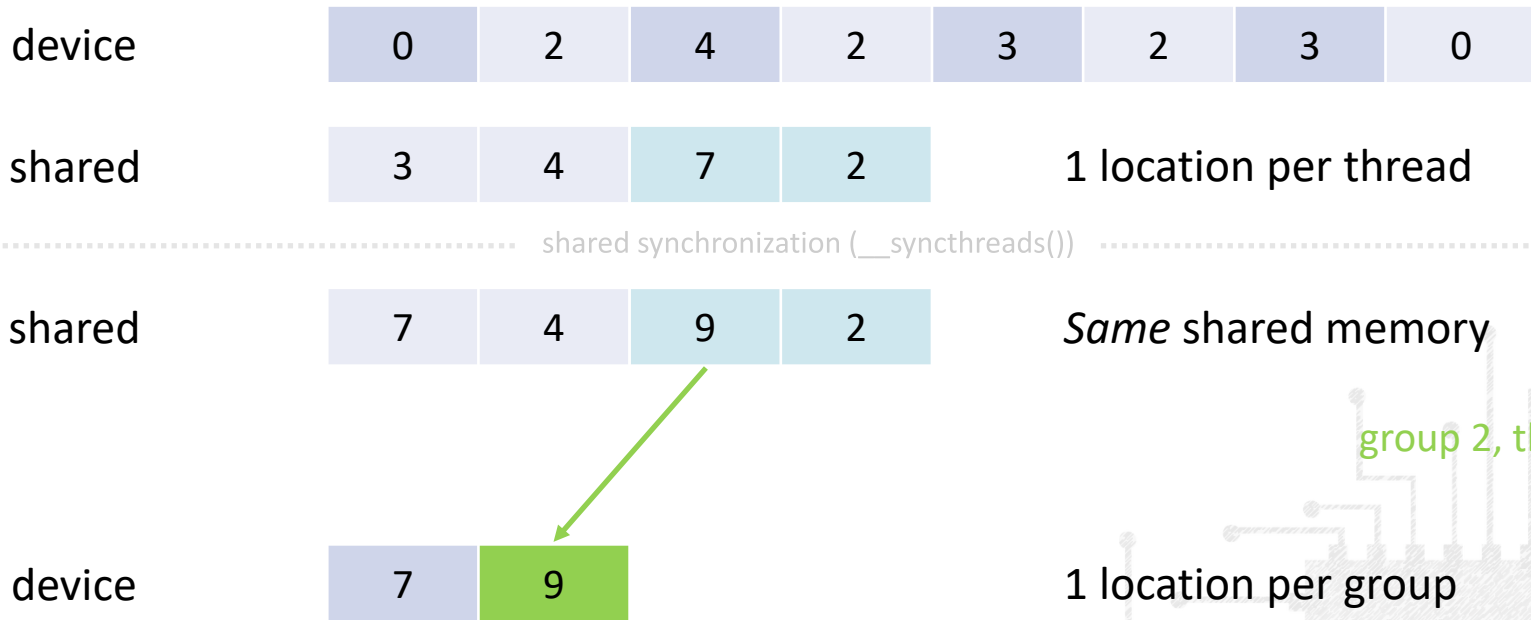 device 0 2 4 2 3 2 3 0
shared 3 4 7 2 1 location per thread
shared synchronization (__syncthreads())
shared 7 4 9 2 Same shared memory
group 2,
device 7 9 1 location per group